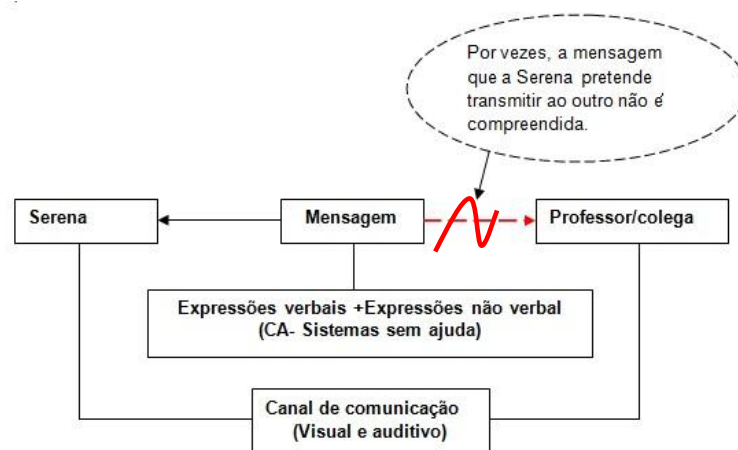 Por vezes, a mensagem
que a Serena pretende
transmitir ao outro não é
compreendida.
Serena
Mensagem
Professor/colega
Expressões verbais +Expressões não verbal
(CA- Sistemas sem ajuda)
Canal de comunicação
(Visual e auditivo)